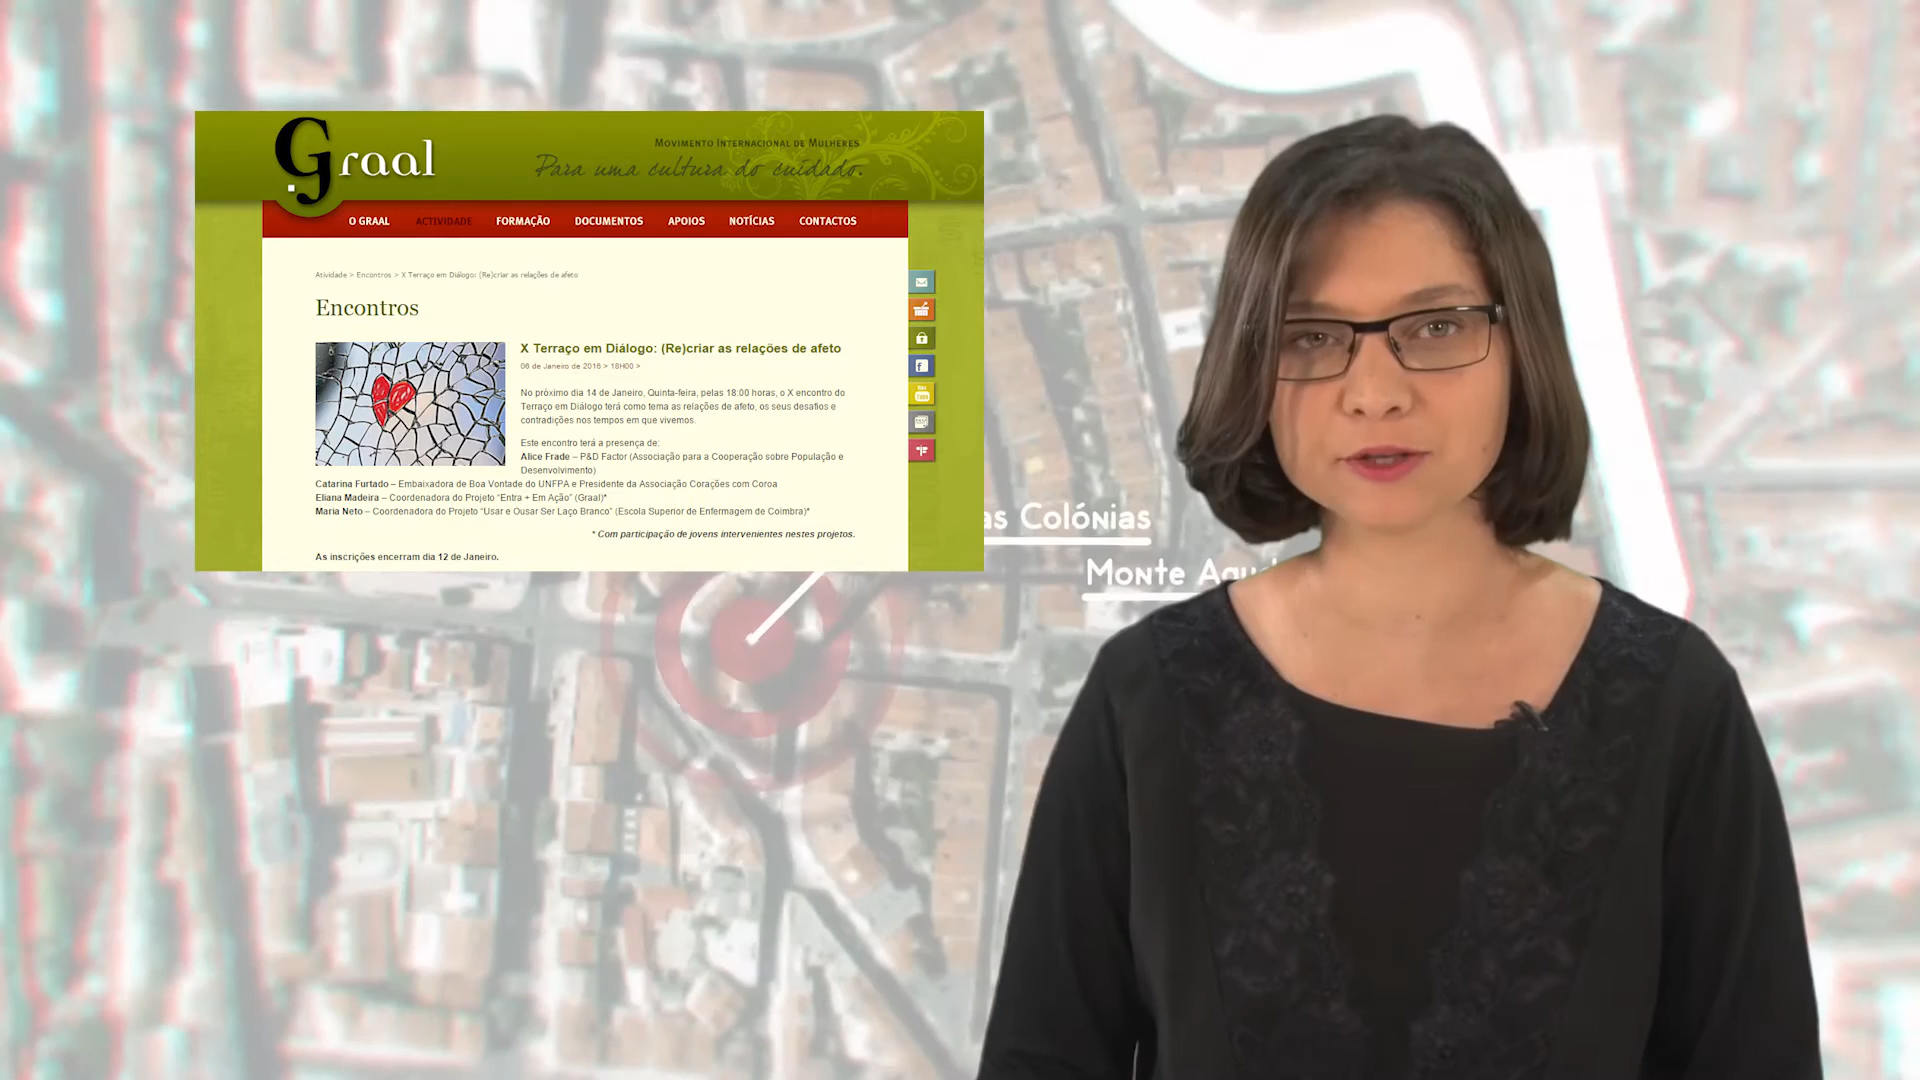 Graal
Movimento Internacional de Mulheres
Para uma cultura do cuidado.
O GRAAL ACTIVIDADE FORMAÇÃO DOCUMENTOS APOIOS NOTÍCIAS CONTACTOS
Atividade > Encontros > X Terraço em Diálogo: (Re)criar as relações de afeto
Encontros
X Terraço em Diálogo: (Re)criar as relações de afeto
06 de Janeiro de 2016 > 18H00 >
No próximo dia 14 de Janeiro, Quinta-feira, pelas 18:00 horas, o X encontro do
Terraço em Diálogo terá como tema as relações de afeto, os seus desafios e
contradições nos tempos em que vivemos.
Este encontro terá a presença de:
Alice Frade – P&D Factor (Associação para a Cooperação sobre População e
Desenvolvimento)
Catarina Furtado – Embaixadora de Boa Vontade do UNFPA e Presidente da Associação Corações com Coroa
Eliana Madeira – Coordenadora do Projeto “Entra + Em Ação” (Graal)*
Maria Neto – Coordenadora do Projeto “Usar e Ousar Ser Laço Branco” (Escola Superior de Enfermagem de Coimbra)*
* Com participação de jovens intervenientes nestes projetos.
As inscrições encerram dia 12 de Janeiro.
as Colónias
Monte